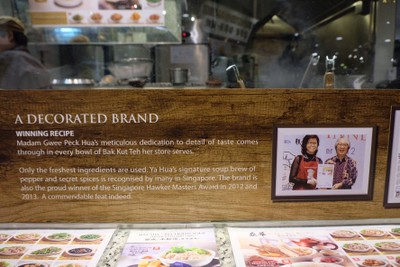 A DECORATED BRAND
WINNING RECIPE
Madam Gwee Peck Hua's meticulous dedication to detail of taste comes
through in every bowl of Bak Kut Teh her store serves.
Only the freshest ingredients are used. Ya Hua's signature soup brew of
pepper and secret spices is recognised by many in Singapore. The brand is
also the proud winner of the Singapore Hawker Masters Award in 2012 and
2013. A commendable feat indeed.